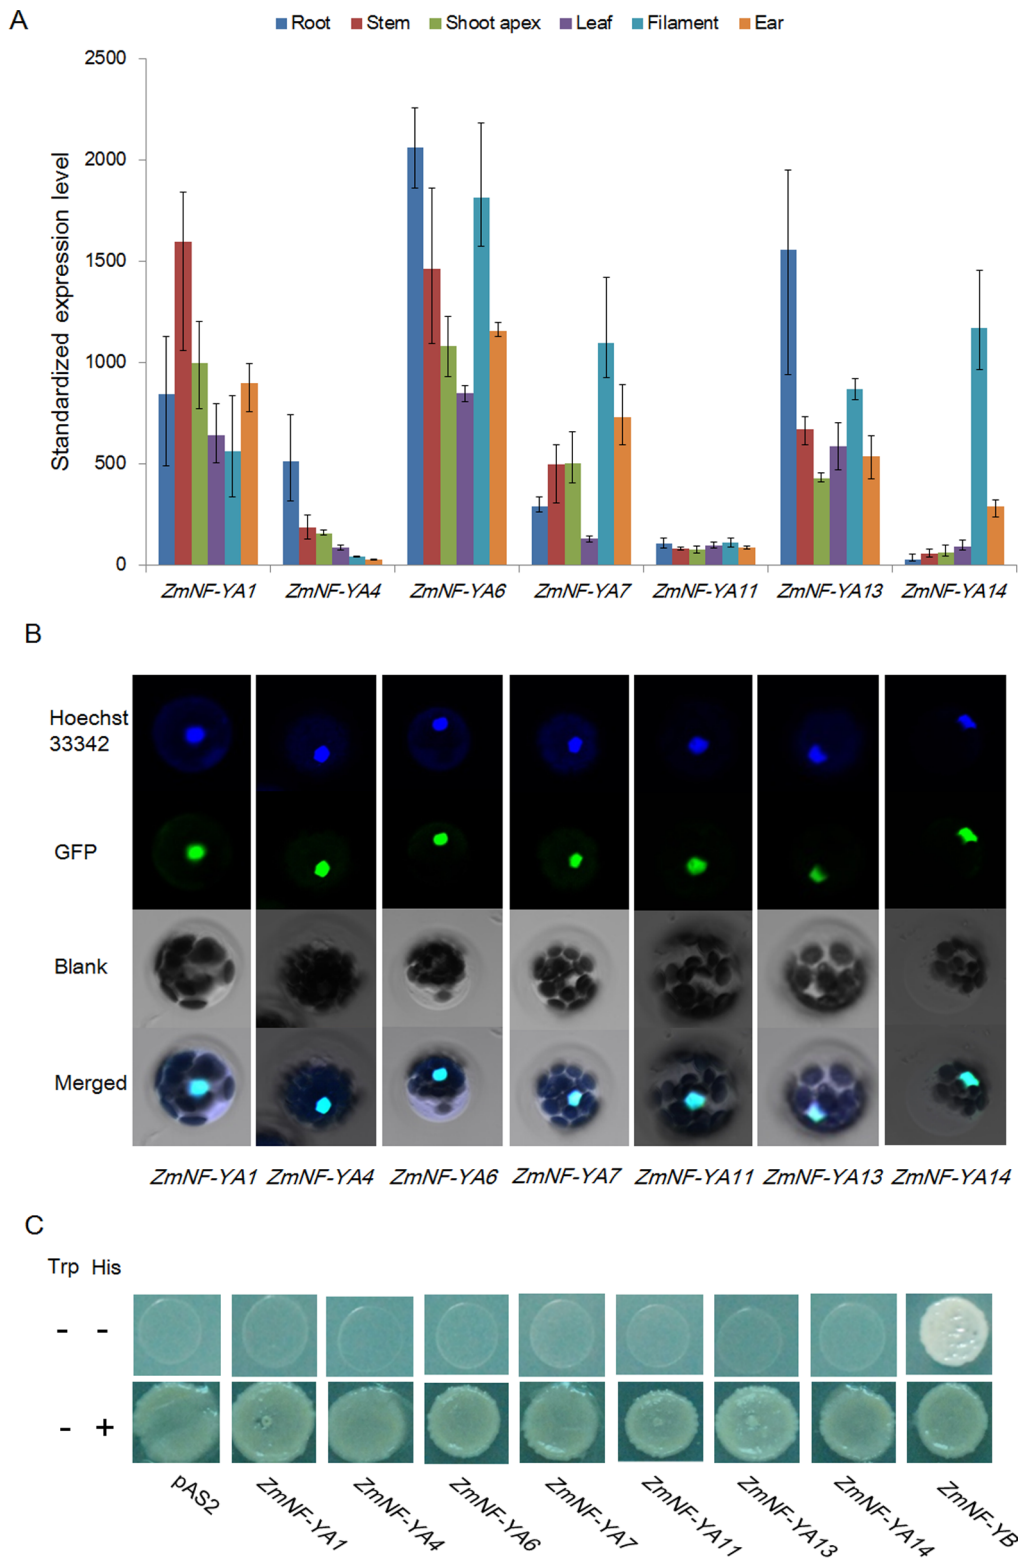 A
Root Stem Shoot apex Leaf Filament Ear
Standardized expression level
2500
2000
1500
1000
500
0
ZmNF-YA1 ZmNF-YA4 ZmNF-YA6 ZmNF-YA7 ZmNF-YA11 ZmNF-YA13 ZmNF-YA14
B
Hoechst
33342
GFP
Blank
Merged
ZmNF-YA1 ZmNF-YA4 ZmNF-YA6 ZmNF-YA7 ZmNF-YA11 ZmNF-YA13 ZmNF-YA14
C
Trp His
- -
- +
pAS2 ZmNF-YA1 ZmNF-YA4 ZmNF-YA6 ZmNF-YA7 ZmNF-YA11 ZmNF-YA13 ZmNF-YA14 ZmNF-YB